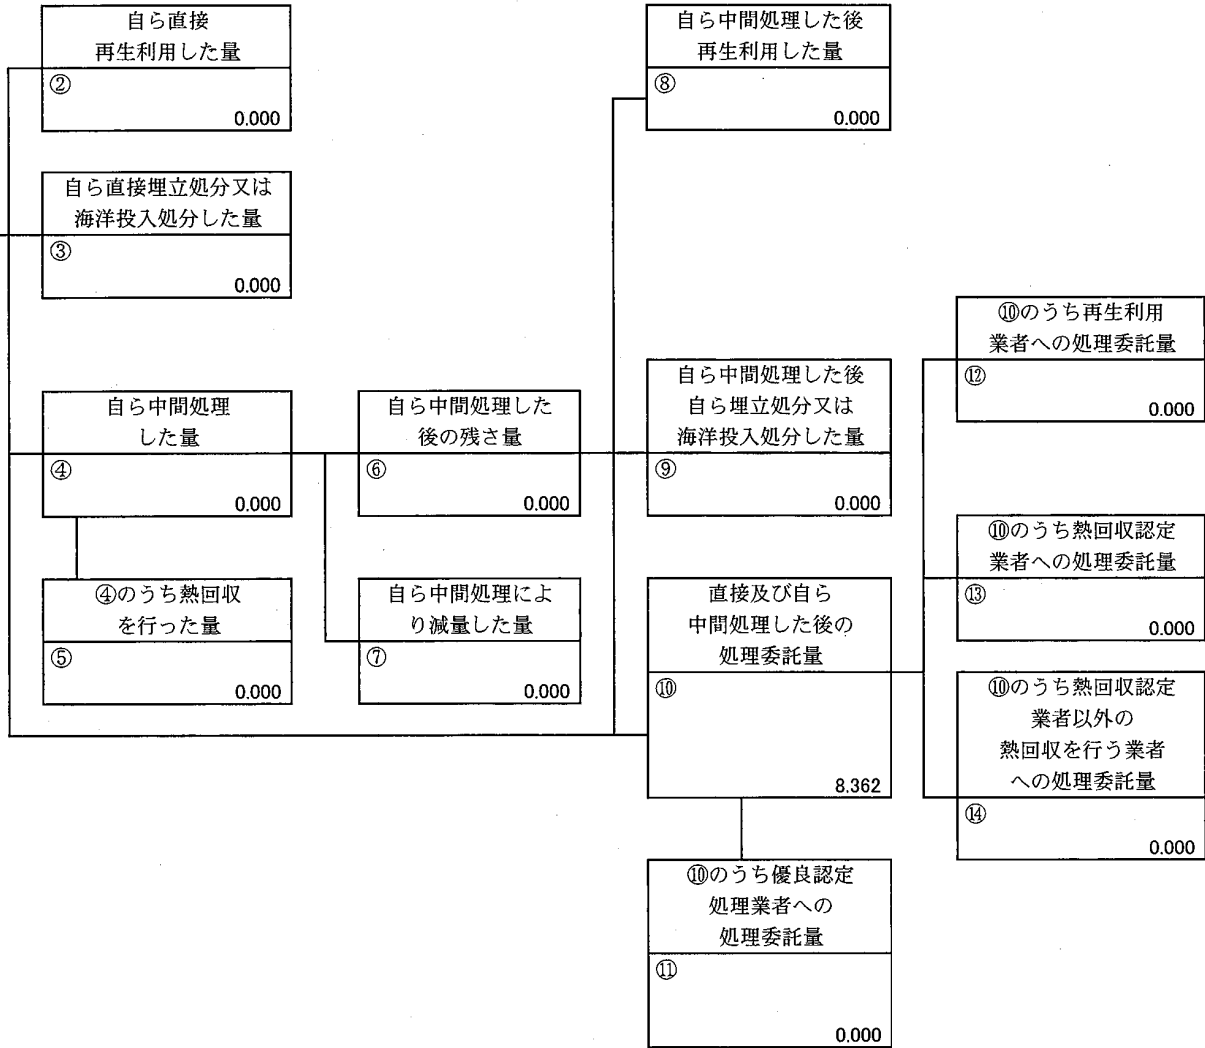 自ら直接
再生利用した量
②
0.000
自ら直接埋立処分又は
海洋投入処分した量
③
0.000
自ら中間処理
した量
④
0.000
④のうち熱回収
を行った量
⑤
0.000
自ら中間処理した
後の残さ量
⑥
0.000
自ら中間処理によ
り減量した量
⑦
0.000
自ら中間処理した後
再生利用した量
⑧
0.000
自ら中間処理した後
自ら埋立処分又は
海洋投入処分した量
⑨
0.000
直接及び自ら
中間処理した後の
処理委託量
⑩
8.362
⑩のうち優良認定
処理業者への
処理委託量
⑪
0.000
⑩のうち再生利用
業者への処理委託量
⑫
0.000
⑩のうち熱回収認定
業者への処理委託量
⑬
0.000
⑩のうち熱回収認定
業者以外の
熱回収を行う業者
への処理委託量
⑭
0.000